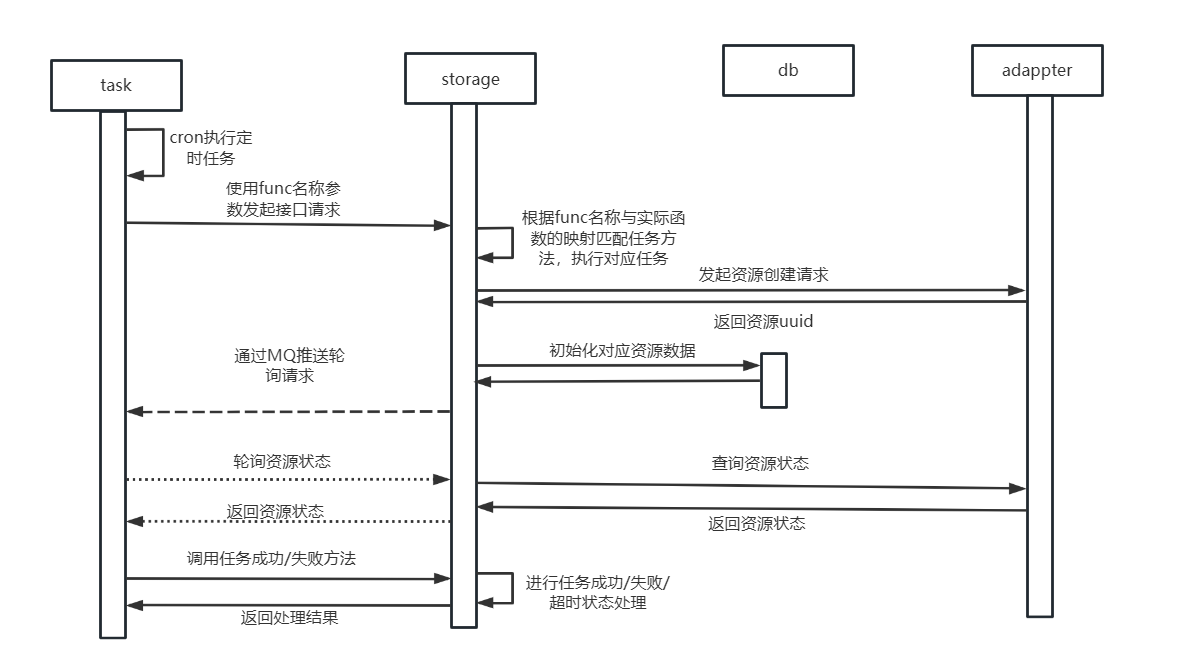 task
storage
db
adappter
cron执行定
时任务
使用func名称参
数发起接口请求
根据func名称与实际函
数的映射匹配任务方
法，执行对应任务
发起资源创建请求
返回资源uuid
初始化对应资源数据
通过MQ推送轮
询请求
轮询资源状态
查询资源状态
返回资源状态
返回资源状态
调用任务成功/失败方法
进行任务成功/失败/
超时状态处理
返回处理结果